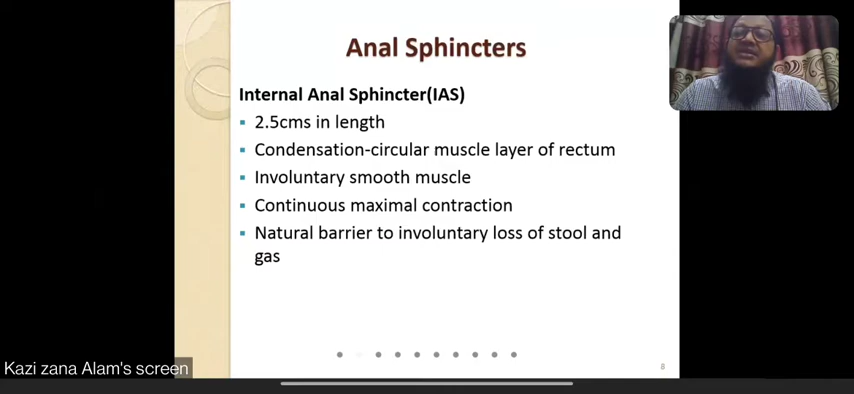 Anal Sphincters
Internal Anal Sphincter(IAS)
2.5cms in length
Condensation-circular muscle layer of rectum
Involuntary smooth muscle
Continuous maximal contraction
Natural barrier to involuntary loss of stool and
gas
8
Kazi zana Alam's screen